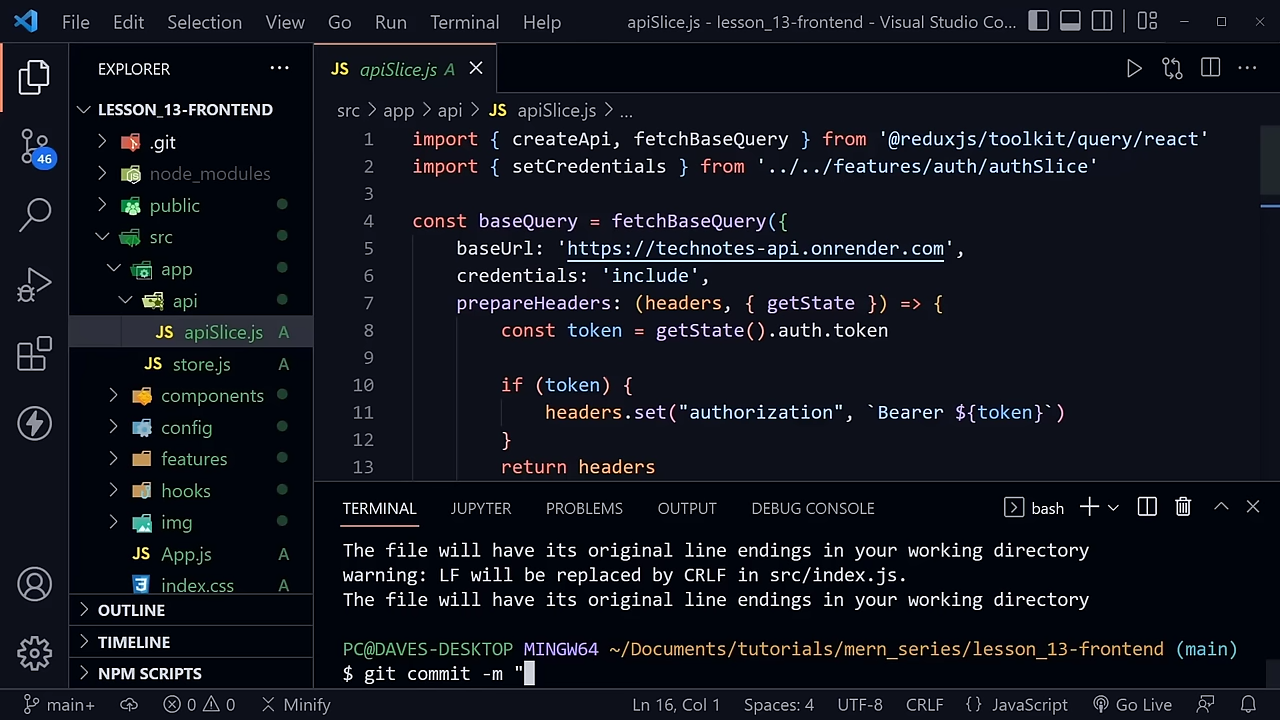 File Edit Selection View Go Run Terminal Help apiSlice.js - lesson_13-frontend - Visual Studio Co...
EXPLORER ...
LESSON_13-FRONTEND
.git
node_modules
public
src
app
api
JS apiSlice.js A
JS store.js A
components
config
features
hooks
img
JS App.js A
index.css A
OUTLINE
TIMELINE
NPM SCRIPTS
46
JS apiSlice.js A
src > app > api > JS apiSlice.js > ...
1 import { createApi, fetchBaseQuery } from '@reduxjs/toolkit/query/react'
2 import { setCredentials } from '../../features/auth/authSlice'
3
4 const baseQuery = fetchBaseQuery({
5 baseUrl: 'https://technotes-api.onrender.com',
6 credentials: 'include',
7 prepareHeaders: (headers, { getState }) => {
8 const token = getState().auth.token
9
10 if (token) {
11 headers.set("authorization", `Bearer ${token}`)
12 }
13 return headers
TERMINAL JUPYTER PROBLEMS OUTPUT DEBUG CONSOLE bash
The file will have its original line endings in your working directory
warning: LF will be replaced by CRLF in src/index.js.
The file will have its original line endings in your working directory
PC@DAVES-DESKTOP MINGW64 ~/Documents/tutorials/mern_series/lesson_13-frontend (main)
$ git commit -m "
main+ 0 0 Minify Ln 16, Col 1 Spaces: 4 UTF-8 CRLF {} JavaScript Go Live